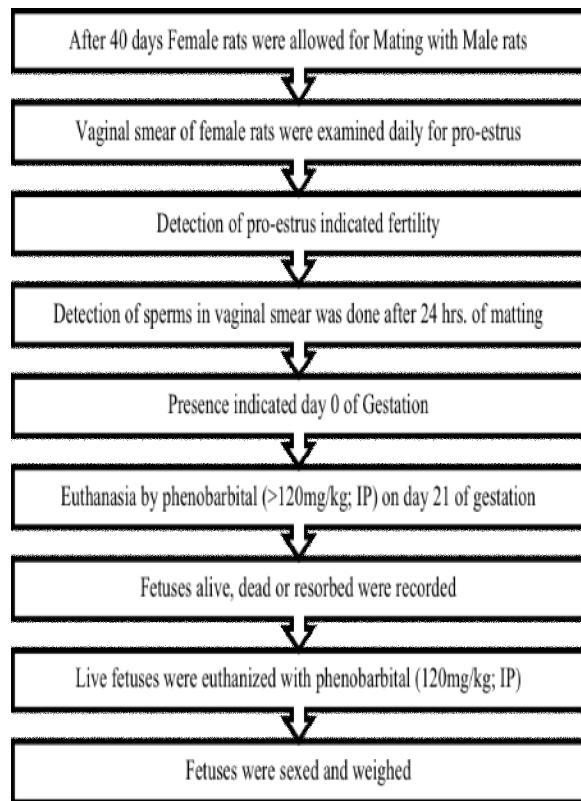 After 40 days Female rats were allowed for Mating with Male rats
Vaginal smear of female rats were examined daily for pro-estrus
Detection of pro-estrus indicated fertility
Detection of sperms in vaginal smear was done after 24 hrs. of matting
Presence indicated day 0 of Gestation
Euthanasia by phenobarbital (>120mg/kg; IP) on day 21 of gestation
Fetuses alive, dead or resorbed were recorded
Live fetuses were euthanized with phenobarbital (120mg/kg; IP)
Fetuses were sexed and weighed